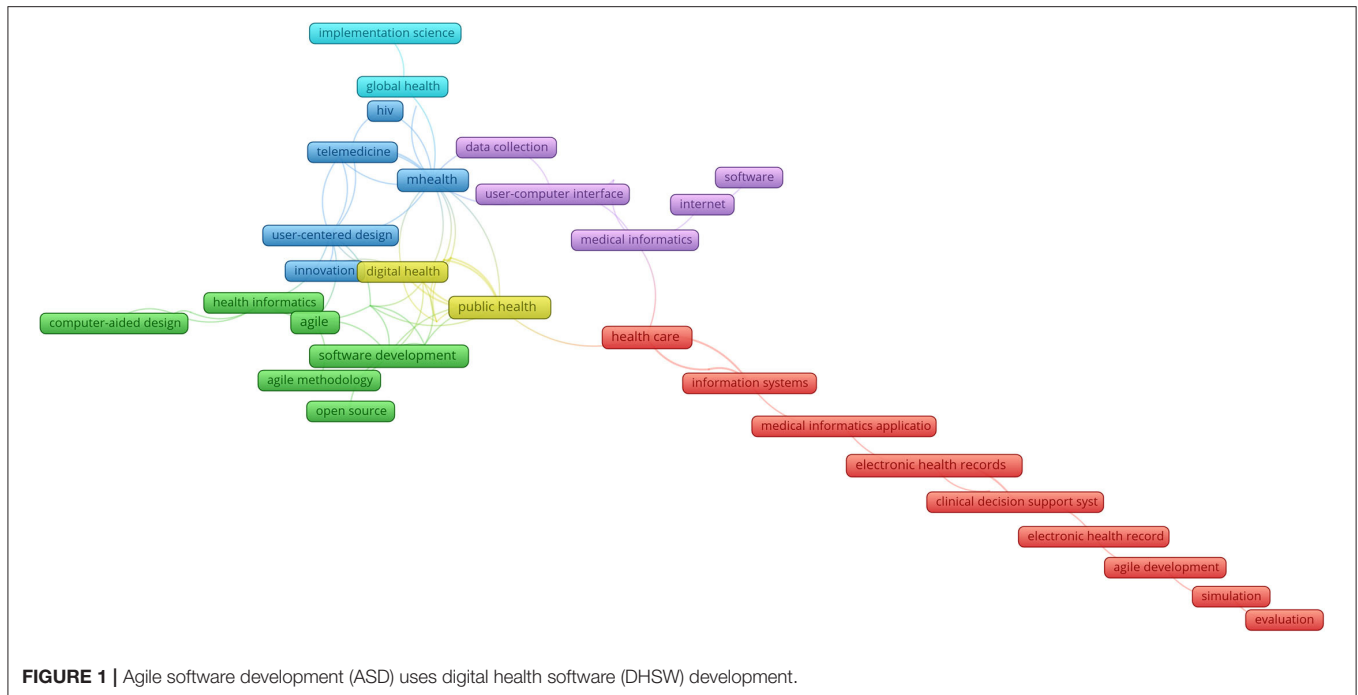 implementation science
global health
hiv
telemedicine
data collection
mhealth
software
user-computer interface
internet
user-centered design
medical informatics
innovation
digital health
health informatics
public health
computer-aided design
agile
health care
software development
agile methodology
information systems
open source
medical informatics applicatio
electronic health records
clinical decision support syst
electronic health record
agile development
simulation
evaluation
FIGURE 1 | Agile software development (ASD) uses digital health software (DHSW) development.